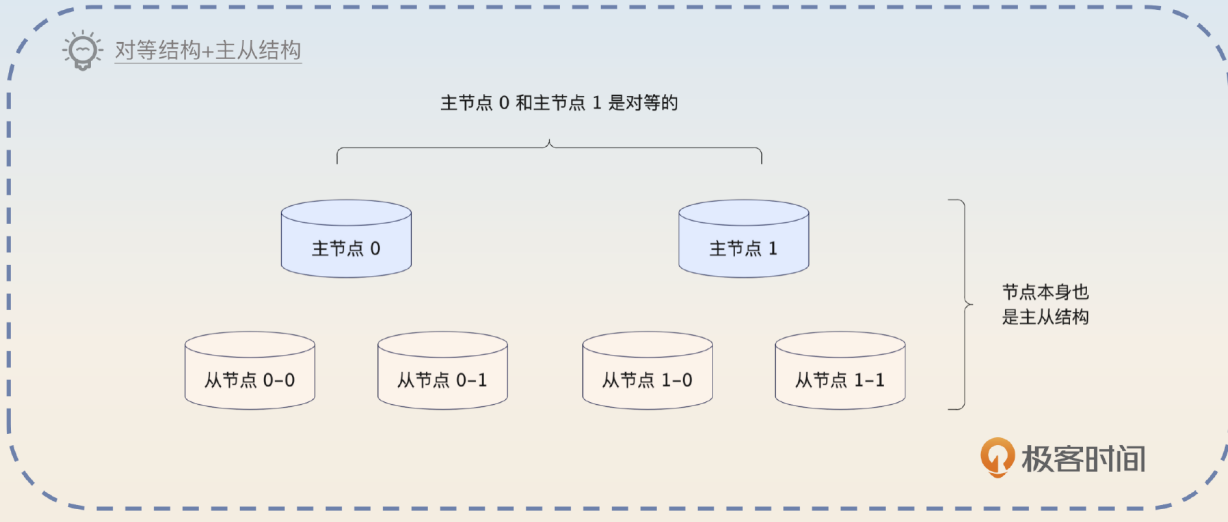 对等结构+主从结构
主节点 0 和主节点 1 是对等的
主节点 0
主节点 1
节点本身也
是主从结构
从节点 0-0
从节点 0-1
从节点 1-0
从节点 1-1
极客时间